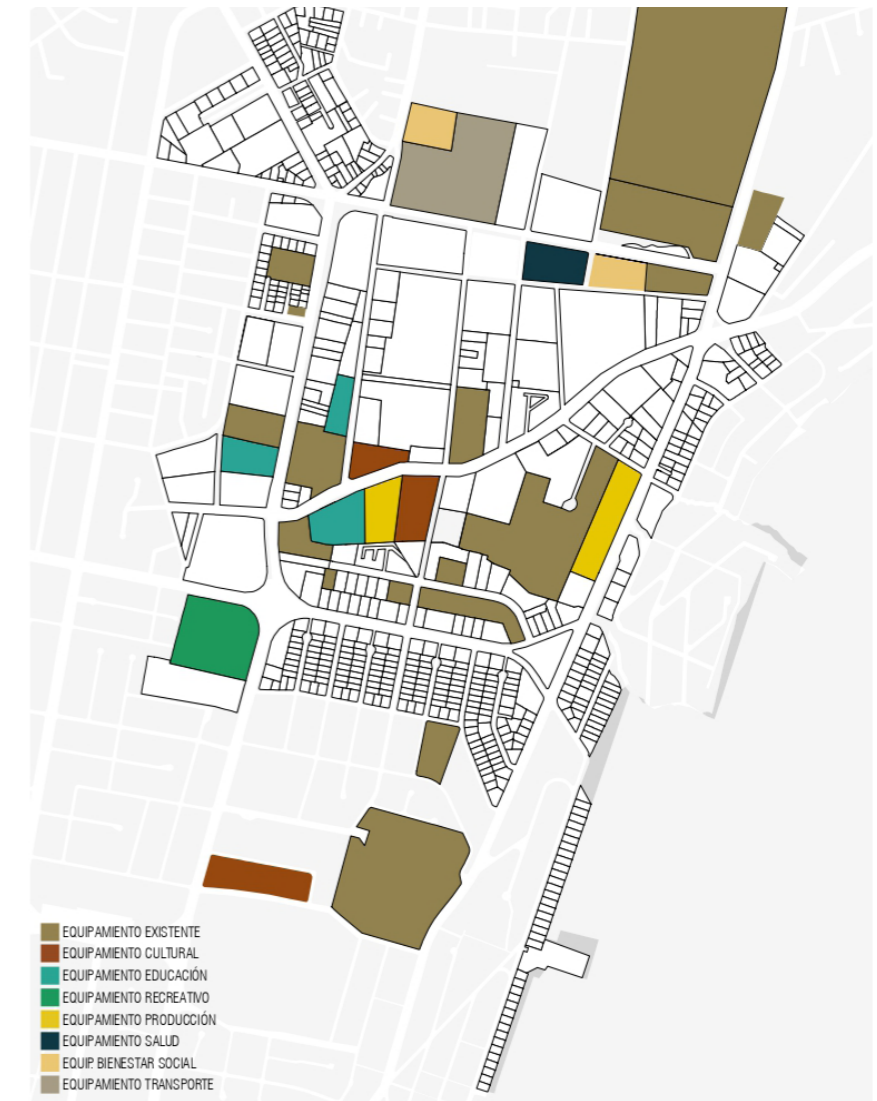 EQUIPAMIENTO EXISTENTE
EQUIPAMIENTO CULTURAL
EQUIPAMIENTO EDUCACIÓN
EQUIPAMIENTO RECREATIVO
EQUIPAMIENTO PRODUCCIÓN
EQUIPAMIENTO SALUD
EQUIP. BIENESTAR SOCIAL
EQUIPAMIENTO TRANSPORTE